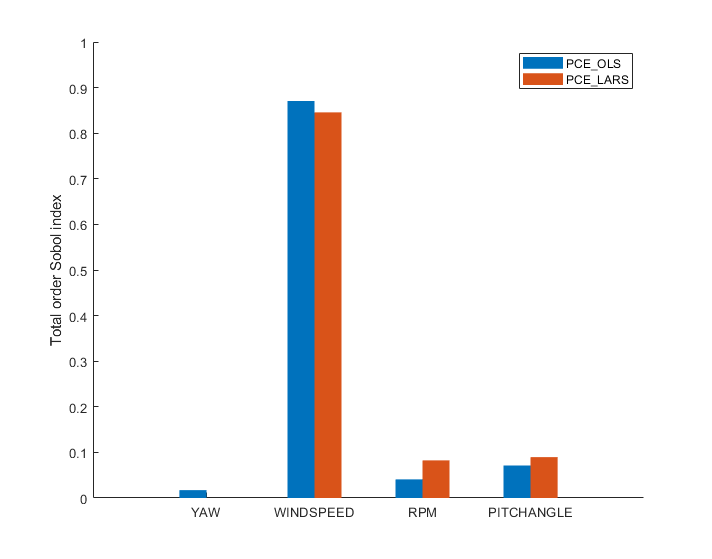 PCE_OLS
PCE_LARS
Total order Sobol index
1
0.9
0.8
0.7
0.6
0.5
0.4
0.3
0.2
0.1
0
YAW WINDSPEED RPM PITCHANGLE